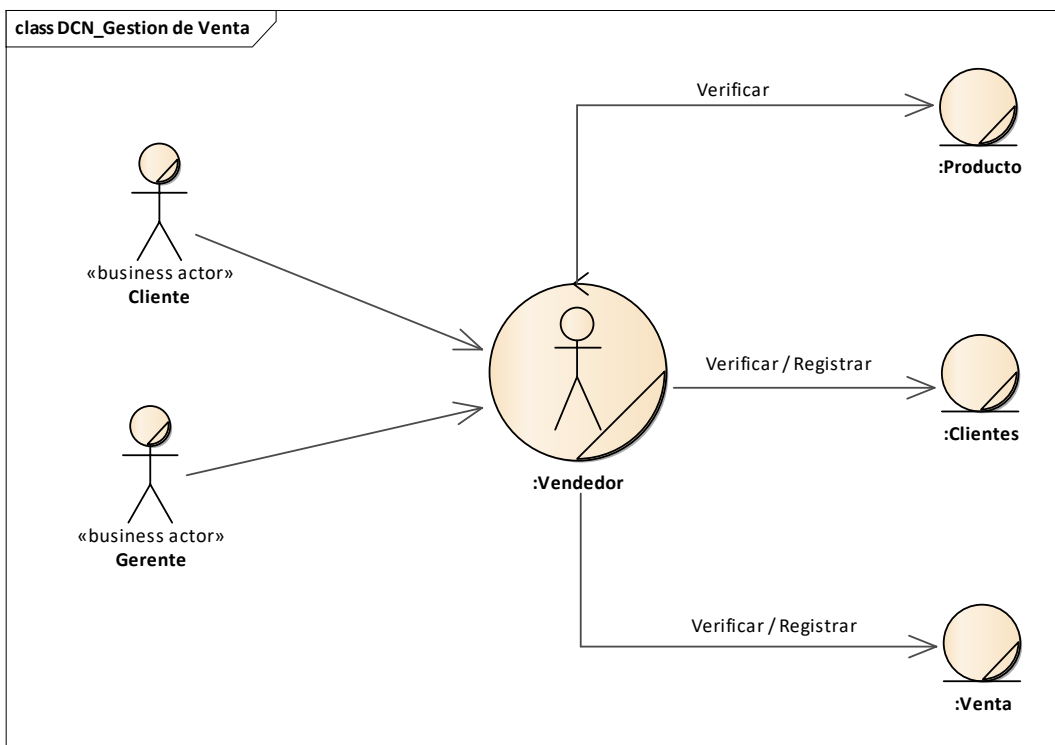 class DCN_Gestion de Venta
Verificar
:Producto
«business actor»
Cliente
Verificar / Registrar
:Clientes
:Vendedor
«business actor»
Gerente
Verificar / Registrar
:Venta